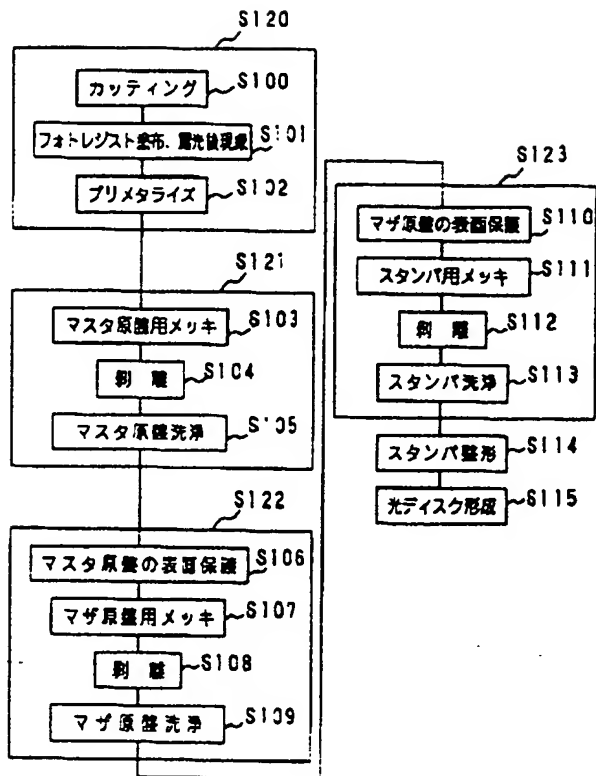 S120
カッティング S100
フォトレジスト塗布、露光後現像 S101
プリメタライズ S102
S121
マスタ原盤用メッキ S103
剥離 S104
マスタ原盤洗浄 S105
S122
マスタ原盤の表面保護 S106
マザ原盤用メッキ S107
剥離 S108
マザ原盤洗浄 S109
S123
マザ原盤の表面保護 S110
スタンパ用メッキ S111
剥離 S112
スタンパ洗浄 S113
スタンパ整形 S114
光ディスク形成 S115